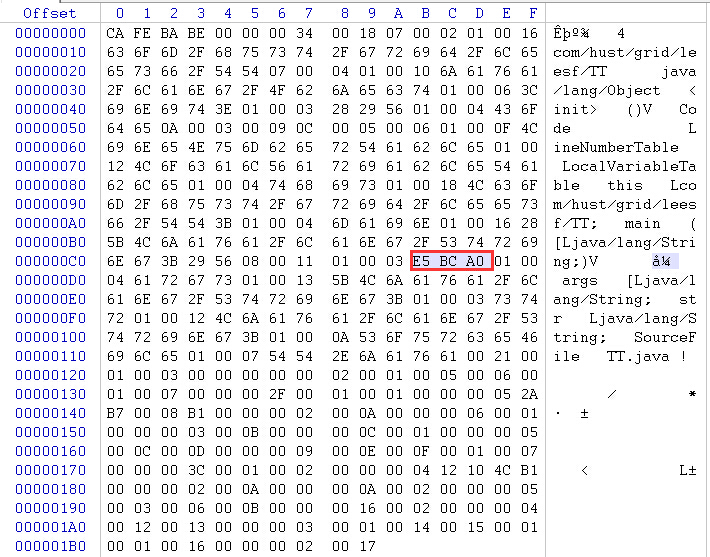 Offset 0 1 2 3 4 5 6 7 8 9 A B C D E F
00000000 CA FE BA BE 00 00 00 34 00 18 07 00 02 01 00 16 Êþº¾ 4
00000010 63 6F 6D 2F 68 75 73 74 2F 67 72 69 64 2F 6C 65 com/hust/grid/le
00000020 65 73 66 2F 54 54 07 00 04 01 00 10 6A 61 76 61 esf/TT java
00000030 2F 6C 61 6E 67 2F 4F 62 6A 65 63 74 01 00 06 3C /lang/Object <
00000040 69 6E 69 74 3E 01 00 03 28 29 56 01 00 04 43 6F init> ()V Co
00000050 64 65 0A 00 03 00 09 0C 00 05 00 06 01 00 0F 4C de L
00000060 69 6E 65 4E 75 6D 62 65 72 54 61 62 6C 65 01 00 ineNumberTable
00000070 12 4C 6F 63 61 6C 56 61 72 69 61 62 6C 65 54 61 LocalVariableTa
00000080 62 6C 65 01 00 04 74 68 69 73 01 00 18 4C 63 6F ble this Lco
00000090 6D 2F 68 75 73 74 2F 67 72 69 64 2F 6C 65 65 73 m/hust/grid/lees
000000A0 66 2F 54 54 3B 01 00 04 6D 61 69 6E 01 00 16 28 f/TT; main (
000000B0 5B 4C 6A 61 76 61 2F 6C 61 6E 67 2F 53 74 72 69 [Ljava/lang/Stri
000000C0 6E 67 3B 29 56 08 00 11 01 00 03 E5 BC A0 01 00 ng;)V å¼
000000D0 04 61 72 67 73 01 00 13 5B 4C 6A 61 76 61 2F 6C args [Ljava/l
000000E0 61 6E 67 2F 53 74 72 69 6E 67 3B 01 00 03 73 74 ang/String; st
000000F0 72 01 00 12 4C 6A 61 76 61 2F 6C 61 6E 67 2F 53 r Ljava/lang/S
00000100 74 72 69 6E 67 3B 01 00 0A 53 6F 75 72 63 65 46 tring; SourceF
00000110 69 6C 65 01 00 07 54 54 2E 6A 61 76 61 00 21 00 ile TT.java !
00000120 01 00 03 00 00 00 00 00 02 00 01 00 05 00 06 00
00000130 01 00 07 00 00 00 2F 00 01 00 01 00 00 00 05 2A / *
00000140 B7 00 08 B1 00 00 00 02 00 0A 00 00 00 06 00 01 · ±
00000150 00 00 00 03 00 0B 00 00 00 0C 00 01 00 00 00 05
00000160 00 0C 00 0D 00 00 00 09 00 0E 00 0F 00 01 00 07
00000170 00 00 00 3C 00 01 00 02 00 00 00 04 12 10 4C B1 < L±
00000180 00 00 00 02 00 0A 00 00 00 0A 00 02 00 00 00 05
00000190 00 03 00 06 00 0B 00 00 00 16 00 02 00 00 00 04
000001A0 00 12 00 13 00 00 00 03 00 01 00 14 00 15 00 01
000001B0 00 01 00 16 00 00 00 02 00 17